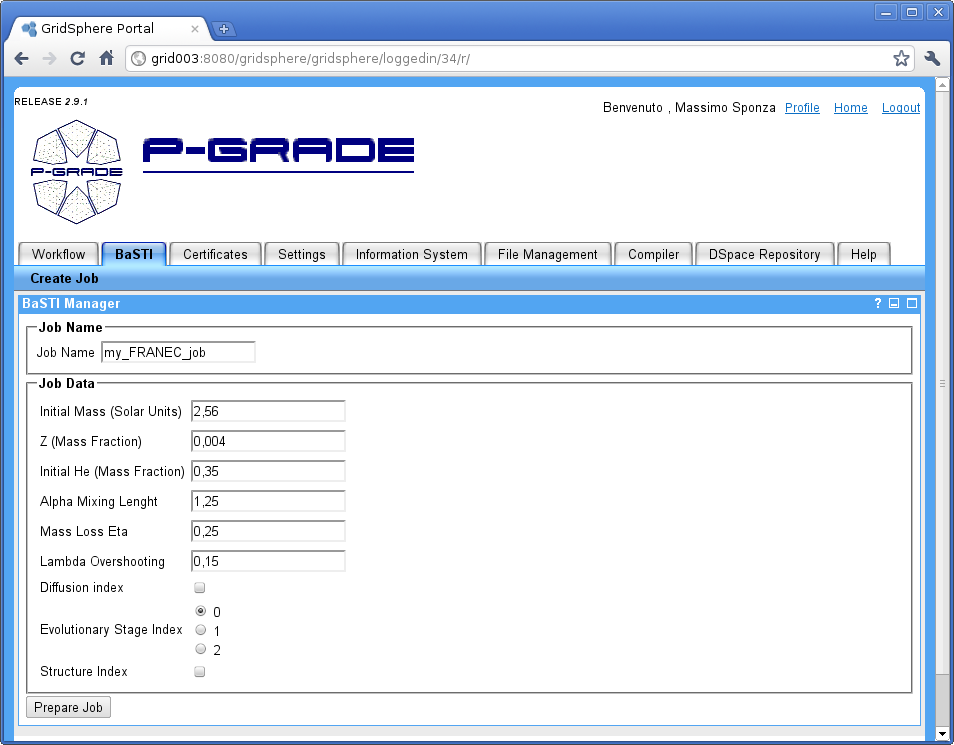 GridSphere Portal
grid003:8080/gridsphere/gridsphere/loggedin/34/r/
RELEASE 2.9.1
Benvenuto , Massimo Sponza Profile Home Logout
P-GRADE
P-GRADE
Workflow BaSTI Certificates Settings Information System File Management Compiler DSpace Repository Help
Create Job
BaSTI Manager ?
Job Name
Job Name my_FRANEC_job
Job Data
Initial Mass (Solar Units) 2,56
Z (Mass Fraction) 0,004
Initial He (Mass Fraction) 0,35
Alpha Mixing Lenght 1,25
Mass Loss Eta 0,25
Lambda Overshooting 0,15
Diffusion index
0
Evolutionary Stage Index 1
2
Structure Index
Prepare Job